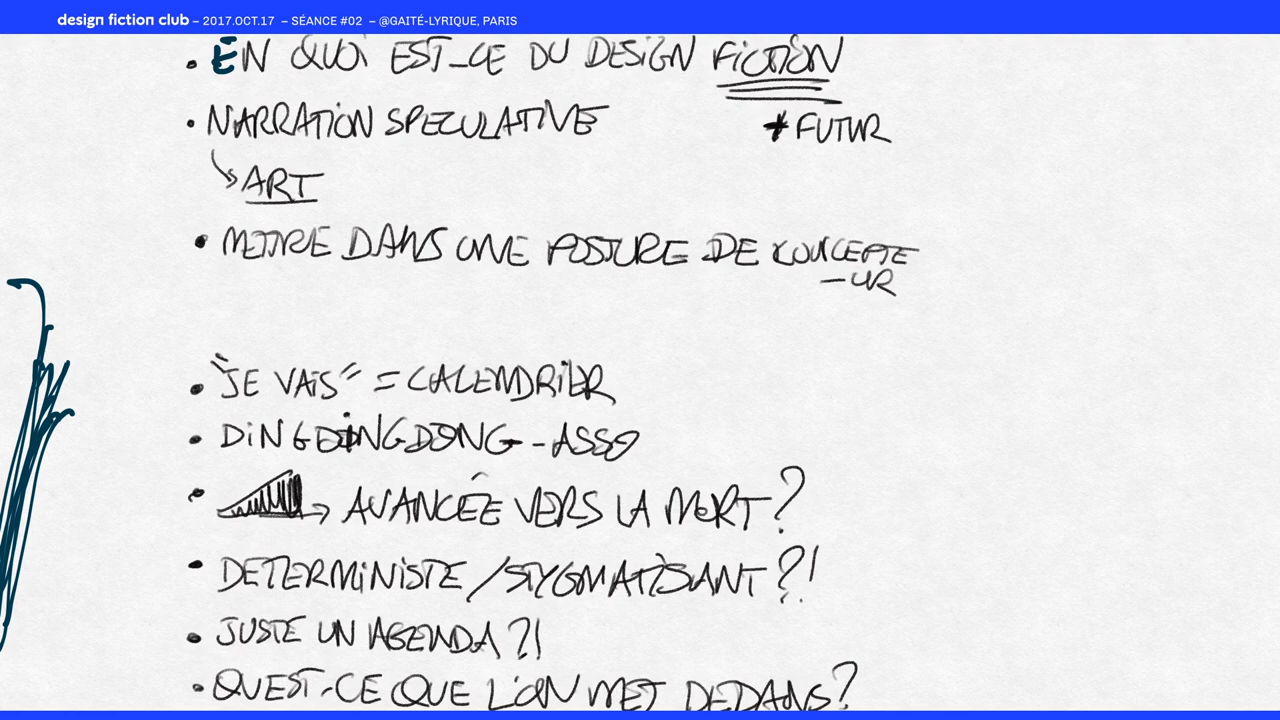 design fiction club – 2017.OCT.17 – SÉANCE #02 – @GAITÉ-LYRIQUE, PARIS
• EN QUOI EST-CE DU DESIGN FICTION
• NARRATION SPECULATIVE + FUTUR
↳ ART
• METTRE DANS UNE POSTURE DE CONCEPTE
-UR
• "JE VAIS" = CALENDRIER
• DINGDINGDONG - ASSO
• → AVANCÉE VERS LA MORT ?
• DETERMINISTE / STYGMATISANT ?!
• JUSTE UN AGENDA ?!
• QUEST-CE QUE L'ON MET DEDANS ?